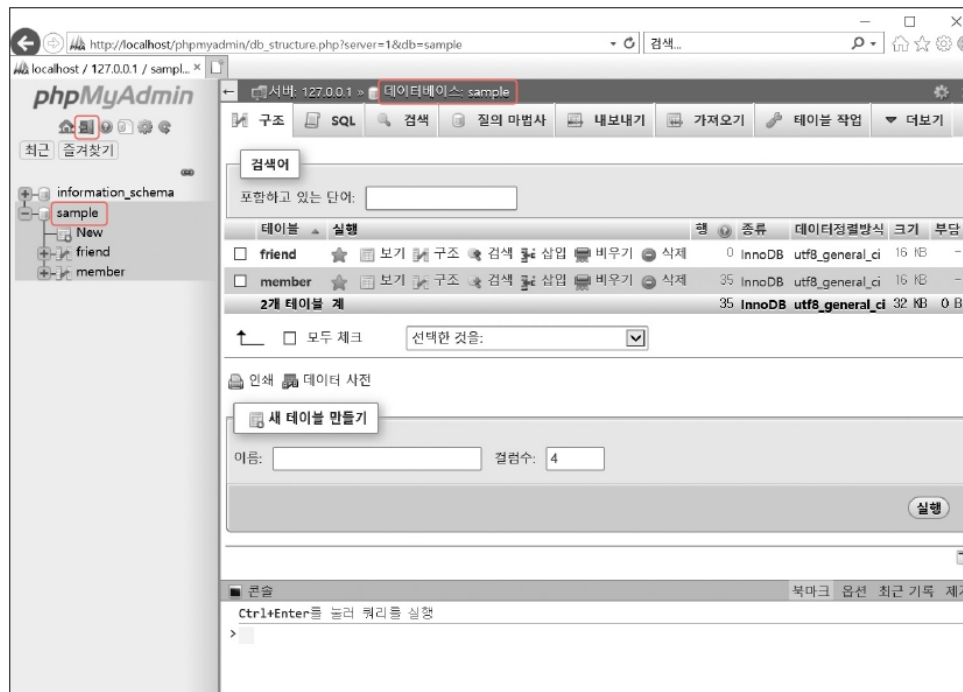 http://localhost/phpmyadmin/db_structure.php?server=1&db=sample
검색...
localhost / 127.0.0.1 / sampl...
phpMyAdmin
최근 즐겨찾기
information_schema
sample
New
friend
member
서버: 127.0.0.1 » 데이터베이스: sample
구조 SQL 검색 질의 마법사 내보내기 가져오기 테이블 작업 더보기
검색어
포함하고 있는 단어:
테이블 실행 행 종류 데이터정렬방식 크기 부담
friend 보기 구조 검색 삽입 비우기 삭제 0 InnoDB utf8_general_ci 16 KB -
member 보기 구조 검색 삽입 비우기 삭제 35 InnoDB utf8_general_ci 16 KB -
2개 테이블 계 35 InnoDB utf8_general_ci 32 KB 0 B
모두 체크 선택한 것을:
인쇄 데이터 사전
새 테이블 만들기
이름: 컬럼수: 4
실행
콘솔 북마크 옵션 최근 기록
Ctrl+Enter를 눌러 쿼리를 실행
>